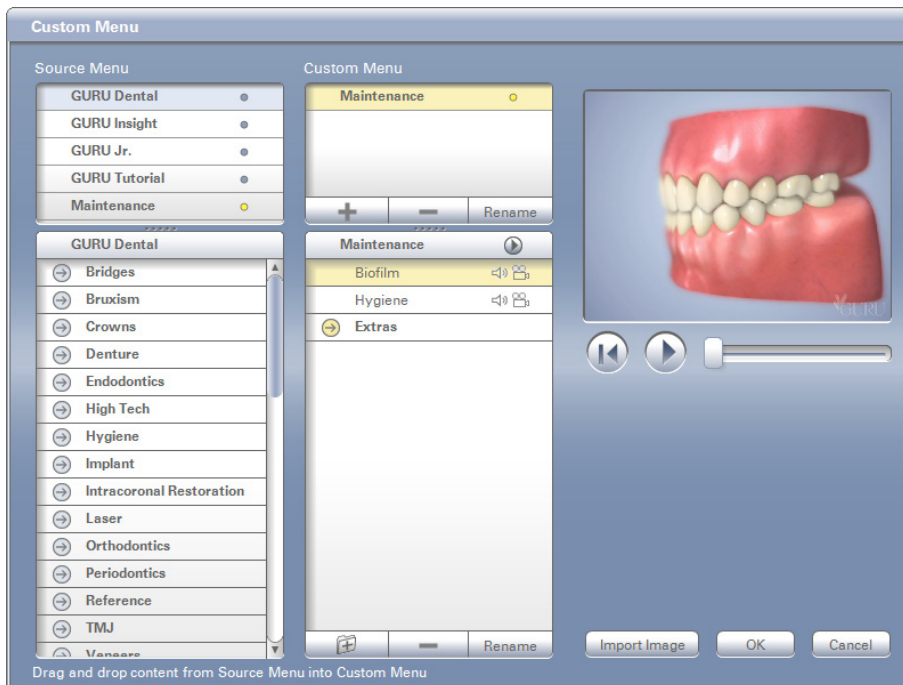 Custom Menu
Source Menu
GURU Dental
GURU Insight
GURU Jr.
GURU Tutorial
Maintenance
GURU Dental
Bridges
Bruxism
Crowns
Denture
Endodontics
High Tech
Hygiene
Implant
Intracoronal Restoration
Laser
Orthodontics
Periodontics
Reference
TMJ
Veneers
Custom Menu
Maintenance
Rename
Maintenance
Biofilm
Hygiene
Extras
Rename
GURU
Import Image
OK
Cancel
Drag and drop content from Source Menu into Custom Menu